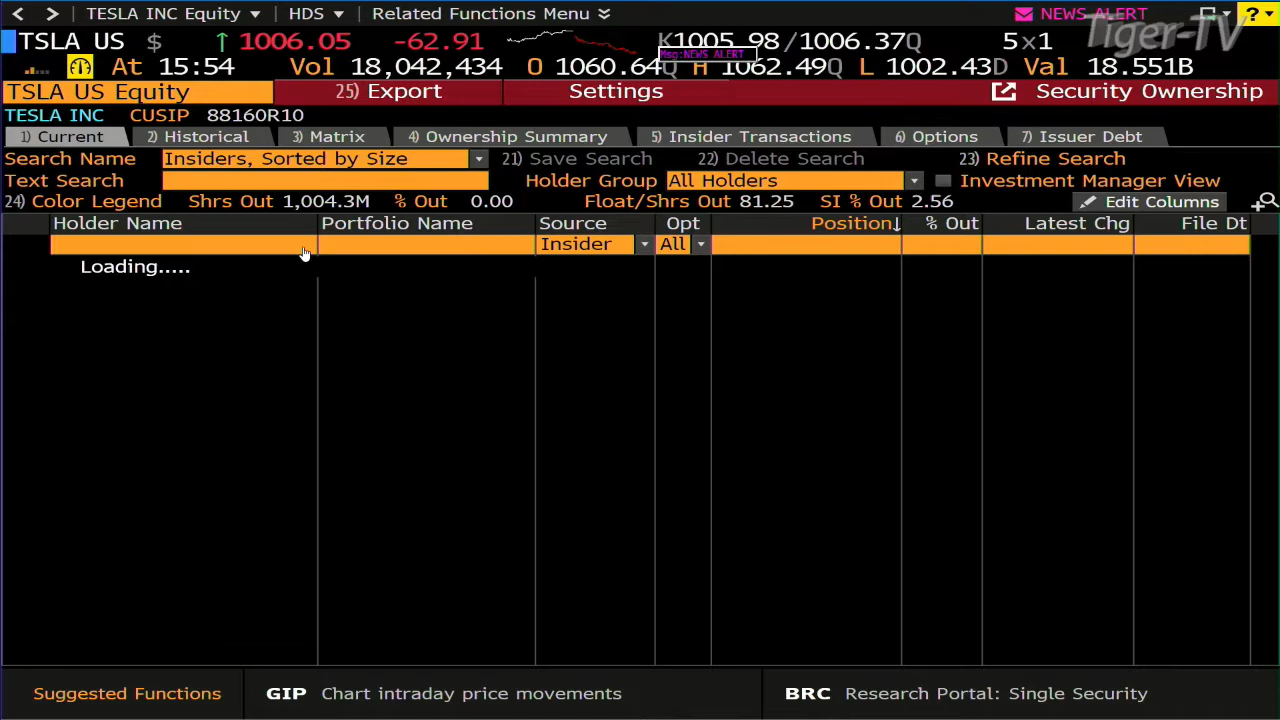 < > TESLA INC Equity HDS Related Functions Menu NEWS ALERT ?
TSLA US $ ↑ 1006.05 -62.91 K1005.98/1006.37Q 5x1 Tiger-TV
Msg:NEWS ALERT
At 15:54 Vol 18,042,434 O 1060.64Q H 1062.49Q L 1002.43D Val 18.551B
TSLA US Equity 25) Export Settings Security Ownership
TESLA INC CUSIP 88160R10
1) Current 2) Historical 3) Matrix 4) Ownership Summary 5) Insider Transactions 6) Options 7) Issuer Debt
Search Name Insiders, Sorted by Size 21) Save Search 22) Delete Search 23) Refine Search
Text Search Holder Group All Holders Investment Manager View
24) Color Legend Shrs Out 1,004.3M % Out 0.00 Float/Shrs Out 81.25 SI % Out 2.56 Edit Columns
Holder Name Portfolio Name Source Opt Position↓ % Out Latest Chg File Dt
Insider All
Loading.....
Suggested Functions GIP Chart intraday price movements BRC Research Portal: Single Security